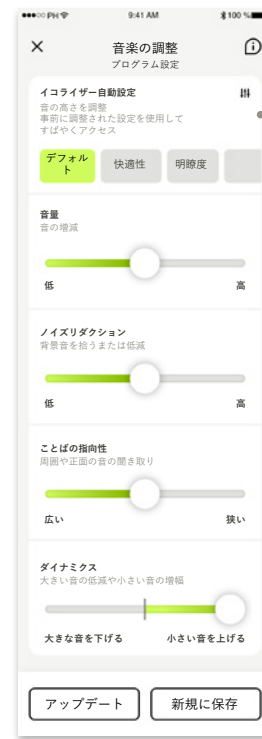 PH
9:41 AM
100 %
音楽の調整
プログラム設定
イコライザー自動設定
音の高さを調整
事前に調整された設定を使用して
すばやくアクセス
デフォル
ト
快適性
明瞭度
音量
音の増減
低 高
ノイズリダクション
背景音を拾うまたは低減
低 高
ことばの指向性
周囲や正面の音の聞き取り
広い 狭い
ダイナミクス
大きい音の低減や小さい音の増幅
大きな音を下げる 小さい音を上げる
アップデート 新規に保存